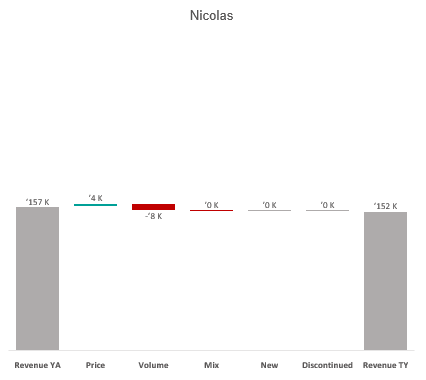 Nicolas
'157 K
'4 K
-'8 K
'0 K
'0 K
'0 K
'152 K
Revenue YA
Price
Volume
Mix
New
Discontinued
Revenue TY